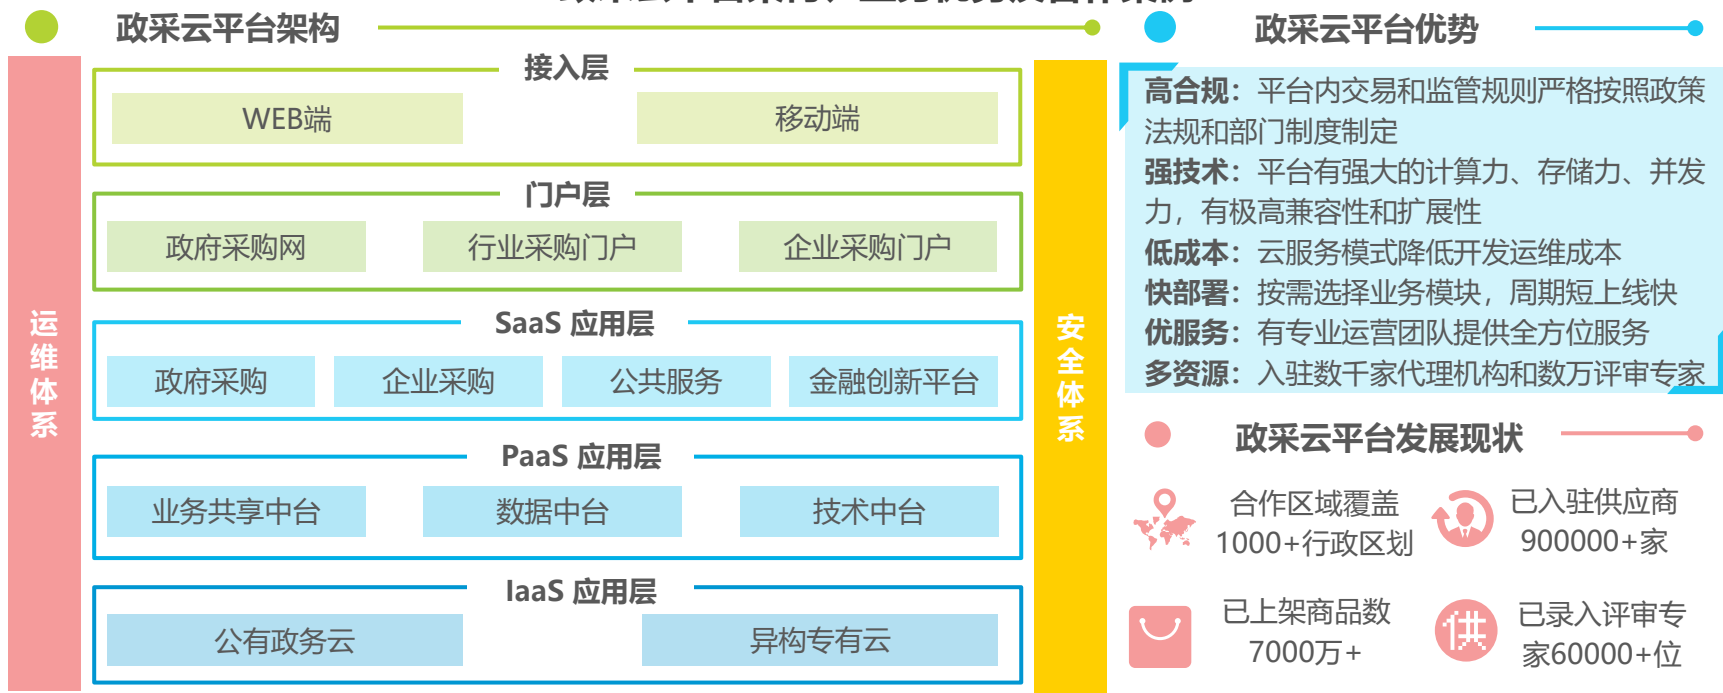 政采云平台架构
接入层
WEB端
移动端
门户层
政府采购网
行业采购门户
企业采购门户
SaaS 应用层
政府采购
企业采购
公共服务
金融创新平台
PaaS 应用层
业务共享中台
数据中台
技术中台
IaaS 应用层
公有政务云
异构专有云
运维体系
安全体系
政采云平台优势
高合规：平台内交易和监管规则严格按照政策
法规和部门制度制定
强技术：平台有强大的计算力、存储力、并发
力，有极高兼容性和扩展性
低成本：云服务模式降低开发运维成本
快部署：按需选择业务模块，周期短上线快
优服务：有专业运营团队提供全方位服务
多资源：入驻数千家代理机构和数万评审专家
政采云平台发展现状
合作区域覆盖
1000+行政区划
已入驻供应商
900000+家
已上架商品数
7000万+
供
已录入评审专
家60000+位